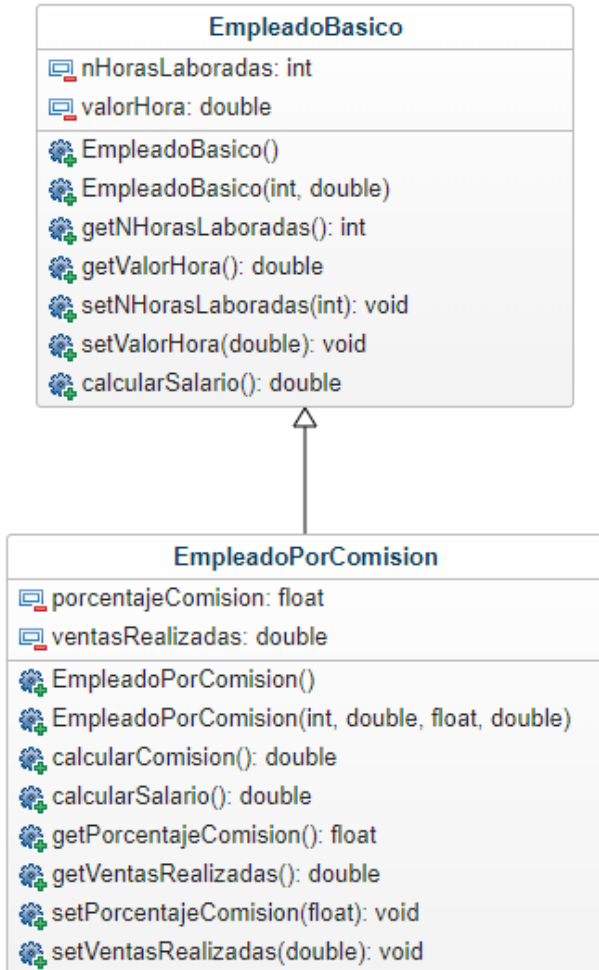 EmpleadoBasico
nHorasLaboradas: int
valorHora: double
EmpleadoBasico()
EmpleadoBasico(int, double)
getNHorasLaboradas(): int
getValorHora(): double
setNHorasLaboradas(int): void
setValorHora(double): void
calcularSalario(): double
EmpleadoPorComision
porcentajeComision: float
ventasRealizadas: double
EmpleadoPorComision()
EmpleadoPorComision(int, double, float, double)
calcularComision(): double
calcularSalario(): double
getPorcentajeComision(): float
getVentasRealizadas(): double
setPorcentajeComision(float): void
setVentasRealizadas(double): void